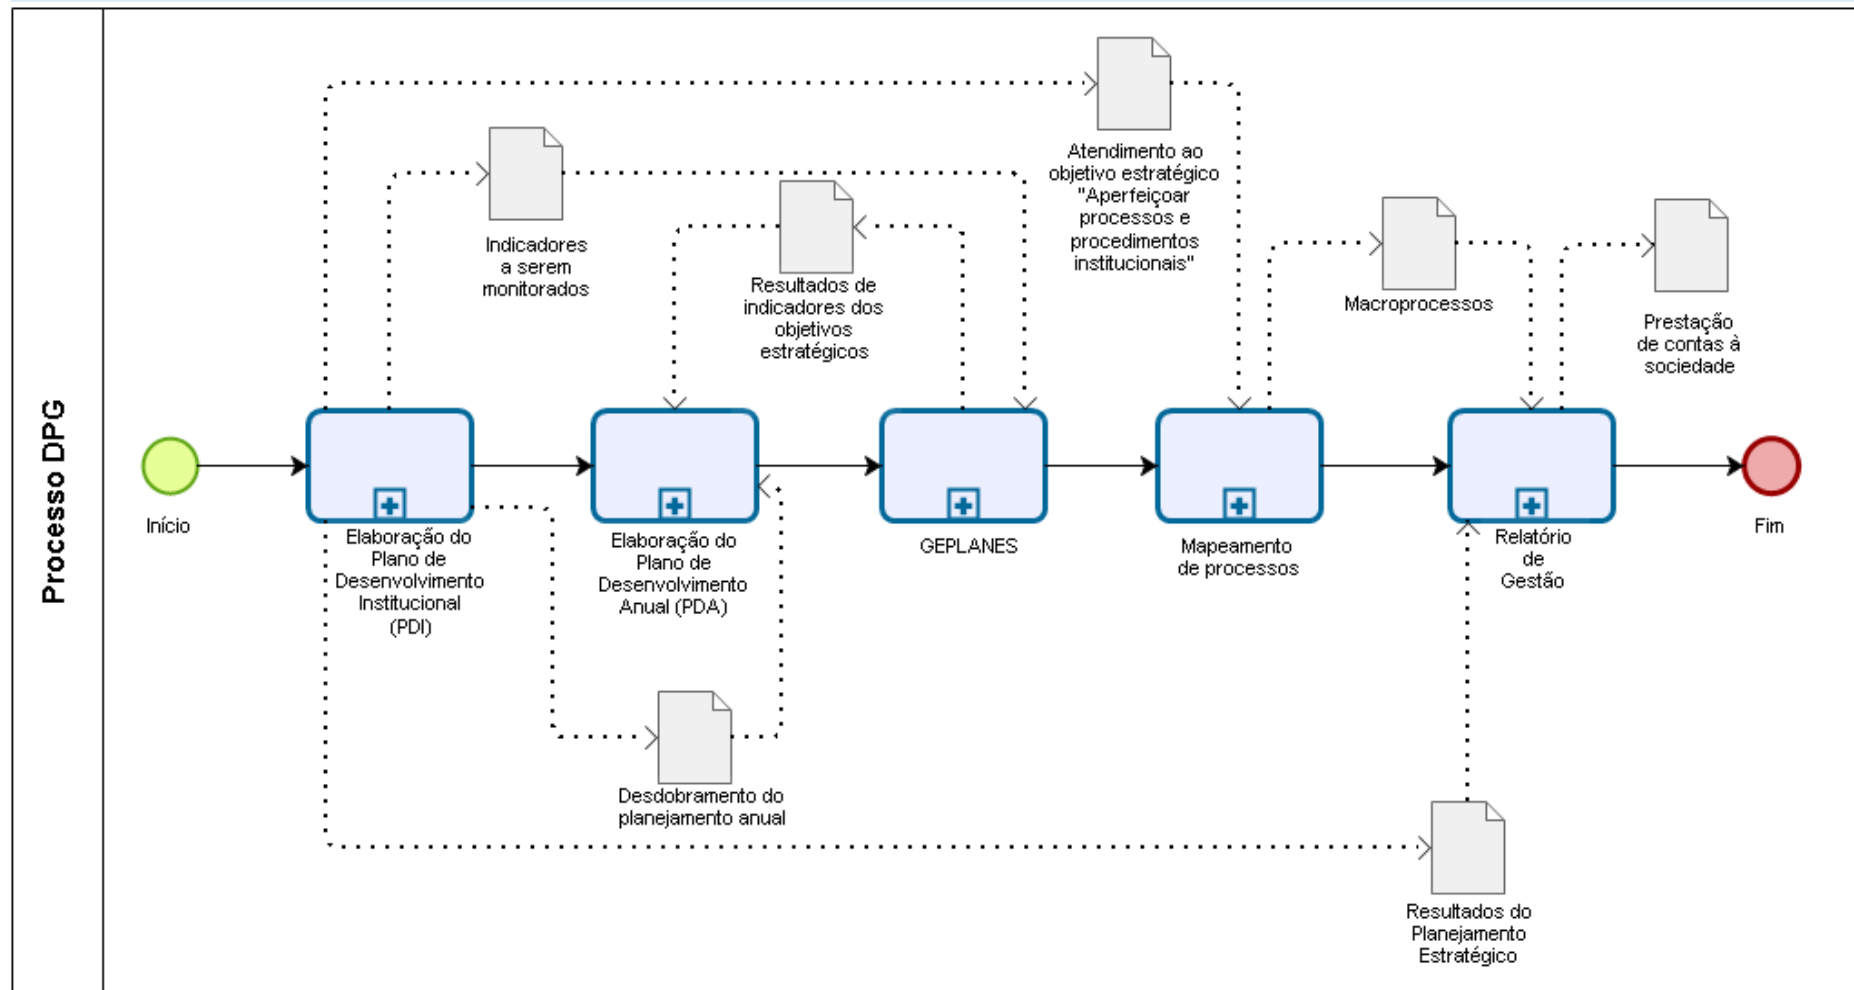 Processo DPG
Início
Elaboração do
Plano de
Desenvolvimento
Institucional
(PDI)
Indicadores
a serem
monitorados
Elaboração do
Plano de
Desenvolvimento
Anual (PDA)
Resultados de
indicadores dos
objetivos
estratégicos
Desdobramento do
planejamento anual
GEPLANES
Atendimento ao
objetivo estratégico
"Aperfeiçoar
processos e
procedimentos
institucionais"
Mapeamento
de processos
Macroprocessos
Relatório
de
Gestão
Prestação
de contas à
sociedade
Resultados do
Planejamento
Estratégico
Fim